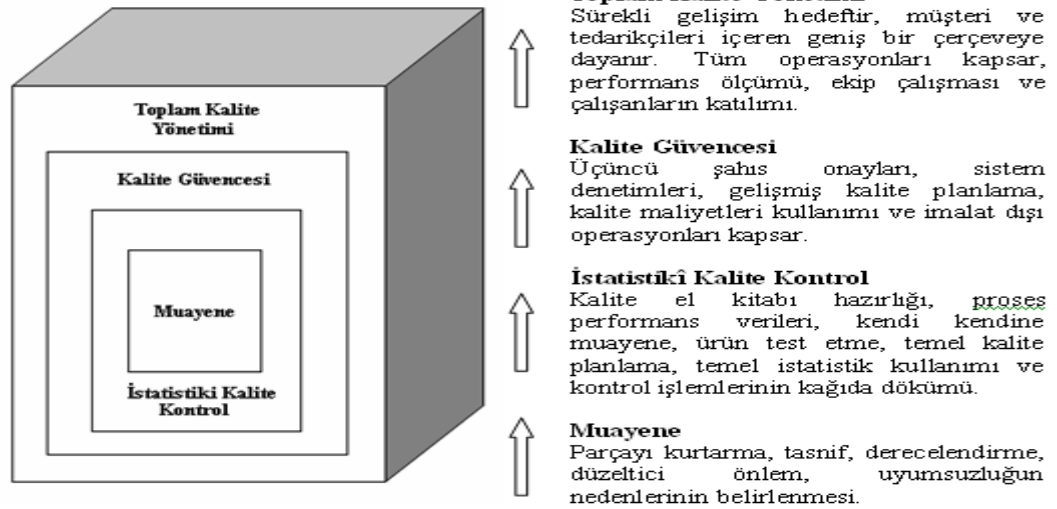 Toplam Kalite
Yönetimi
Kalite Güvencesi
Muayene
İstatistiki Kalite
Kontrol
Toplam Kalite Yönetimi
Sürekli gelişim hedeftir, müşteri ve
tedarikçileri içeren geniş bir çerçeveye
dayanır. Tüm operasyonları kapsar,
performans ölçümü, ekip çalışması ve
çalışanların katılımı.
Kalite Güvencesi
Üçüncü şahıs onayları, sistem
denetimleri, gelişmiş kalite planlama,
kalite maliyetleri kullanımı ve imalat dışı
operasyonları kapsar.
İstatistikî Kalite Kontrol
Kalite el kitabı hazırlığı, proses
performans verileri, kendi kendine
muayene, ürün test etme, temel kalite
planlama, temel istatistik kullanımı ve
kontrol işlemlerinin kağıda dökümü.
Muayene
Parçayı kurtarma, tasnif, derecelendirme,
düzeltici önlem, uyumsuzluğun
nedenlerinin belirlenmesi.